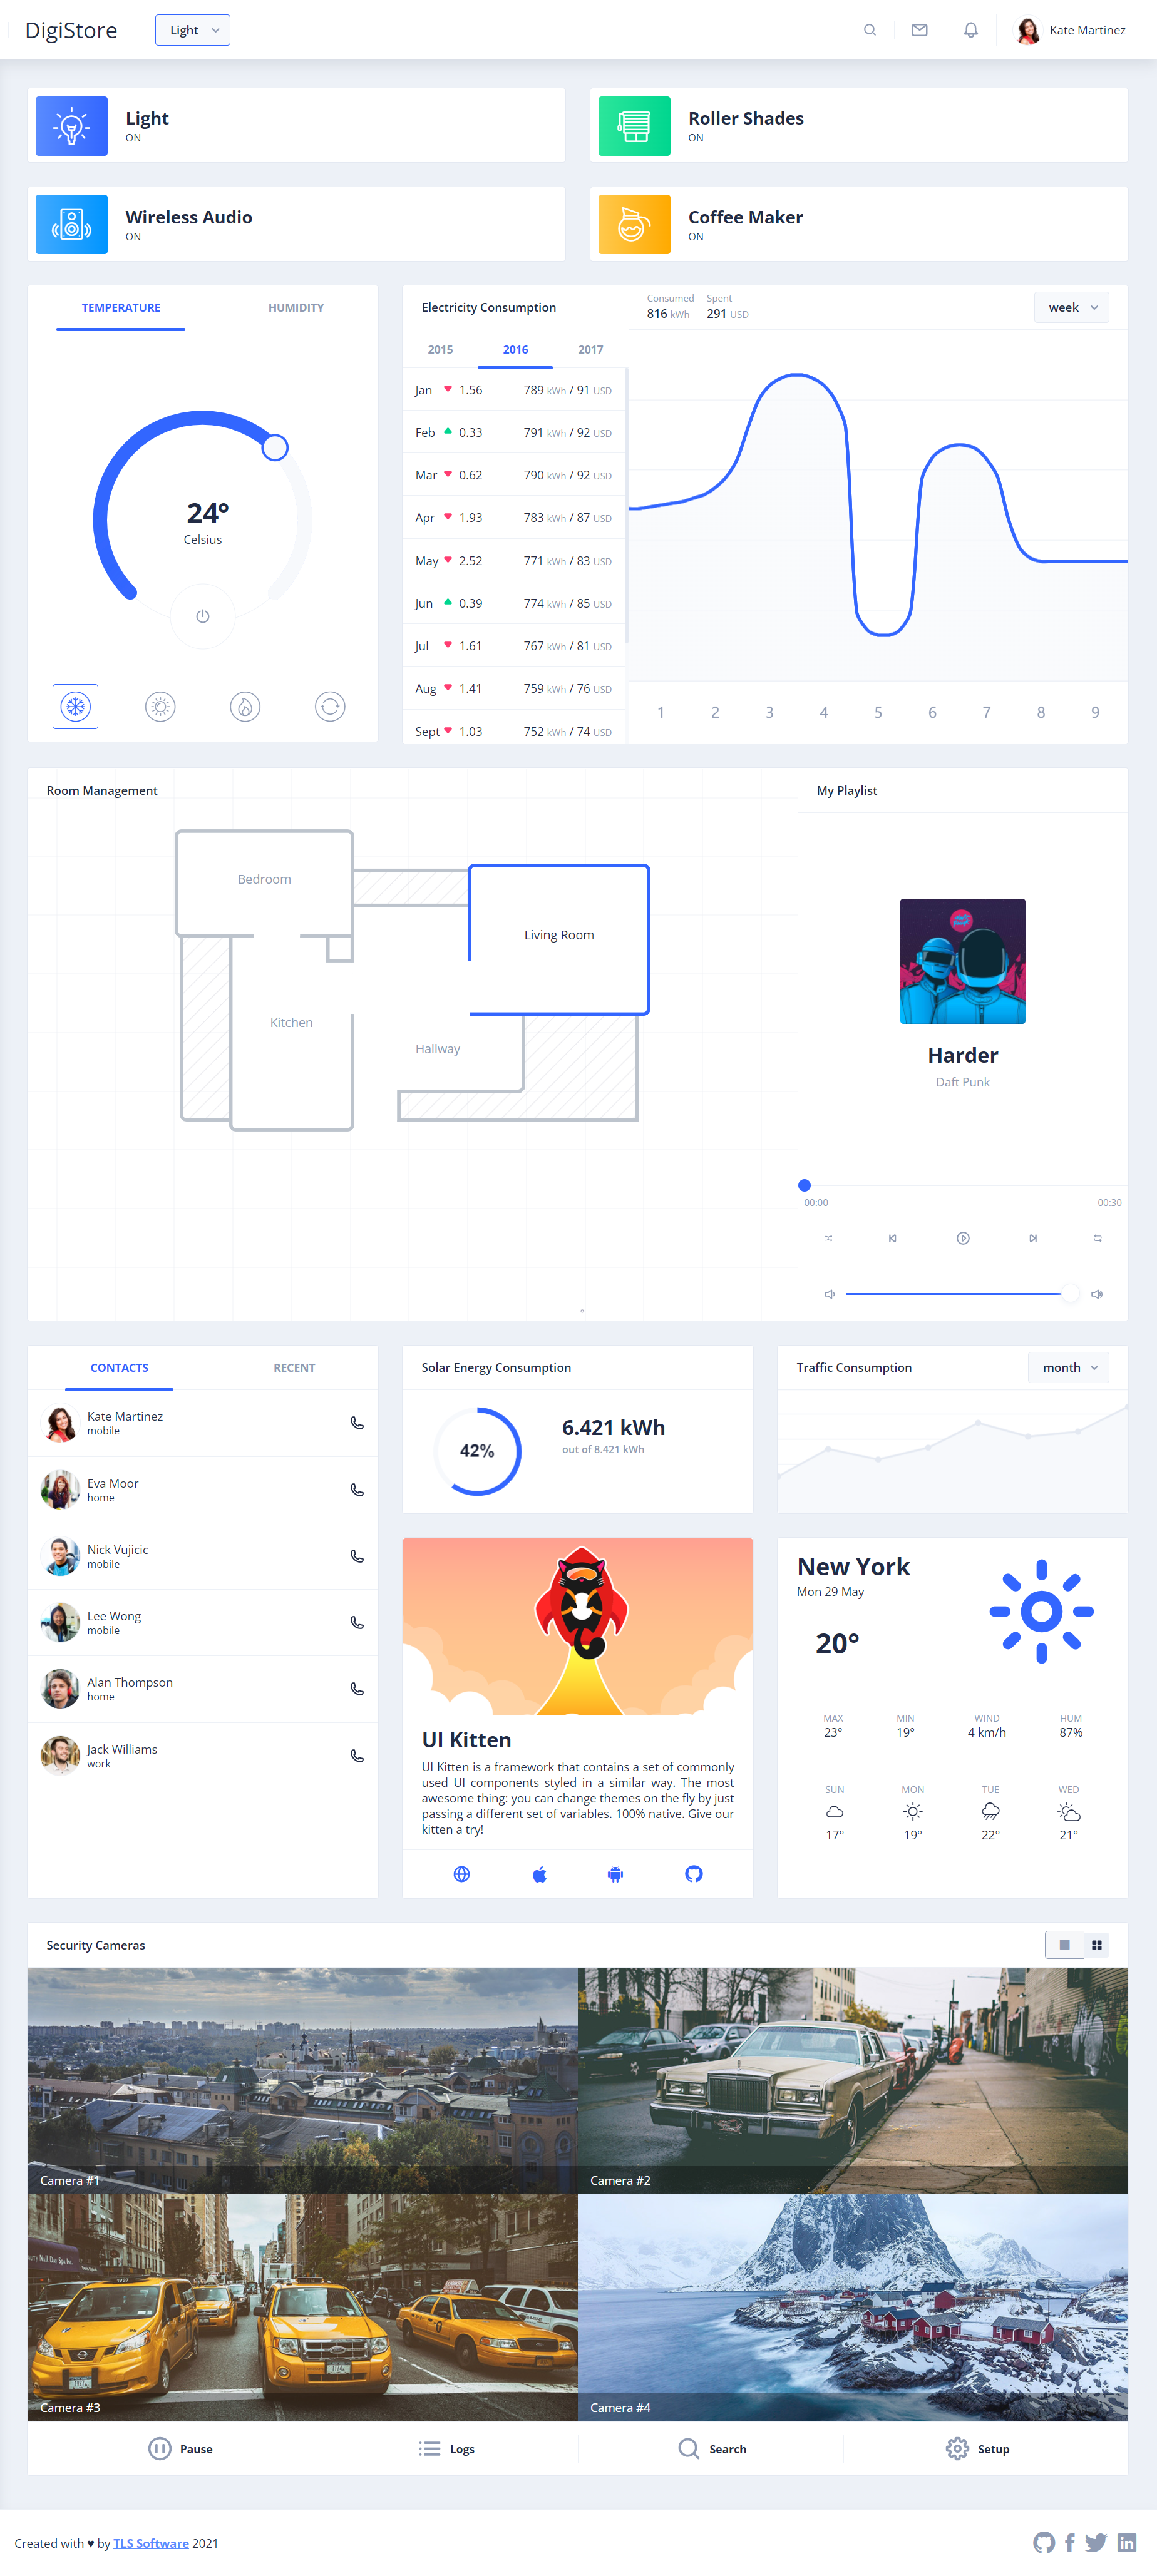 DigiStore
Light
Kate Martinez
Light
ON
Roller Shades
ON
Wireless Audio
ON
Coffee Maker
ON
TEMPERATURE
HUMIDITY
24°
Celsius
Electricity Consumption
Consumed
816 kWh
Spent
291 USD
week
2015 2016 2017
Jan 1.56 789 kWh / 91 USD
Feb 0.33 791 kWh / 92 USD
Mar 0.62 790 kWh / 92 USD
Apr 1.93 783 kWh / 87 USD
May 2.52 771 kWh / 83 USD
Jun 0.39 774 kWh / 85 USD
Jul 1.61 767 kWh / 81 USD
Aug 1.41 759 kWh / 76 USD
Sept 1.03 752 kWh / 74 USD
1 2 3 4 5 6 7 8 9
Room Management
Bedroom
Living Room
Kitchen
Hallway
My Playlist
Harder
Daft Punk
00:00
- 00:30
CONTACTS
RECENT
Kate Martinez
mobile
Eva Moor
home
Nick Vujicic
mobile
Lee Wong
mobile
Alan Thompson
home
Jack Williams
work
Solar Energy Consumption
42%
6.421 kWh
out of 8.421 kWh
Traffic Consumption
month
UI Kitten
UI Kitten is a framework that contains a set of commonly
used UI components styled in a similar way. The most
awesome thing: you can change themes on the fly by just
passing a different set of variables. 100% native. Give our
kitten a try!
New York
Mon 29 May
20°
MAX MIN WIND HUM
23° 19° 4 km/h 87%
SUN MON TUE WED
17° 19° 22° 21°
Security Cameras
Camera #1
Camera #2
Camera #3
Camera #4
Pause
Logs
Search
Setup
Created with ♥ by TLS Software 2021